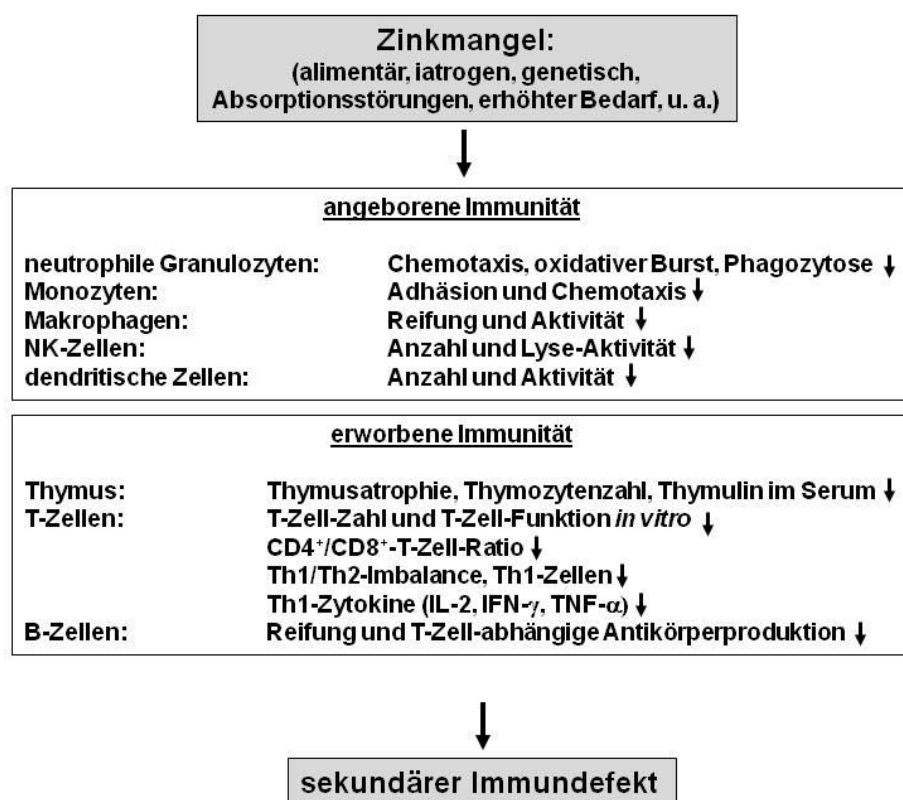 Zinkmangel:
(alimentär, iatrogen, genetisch,
Absorptionsstörungen, erhöhter Bedarf, u. a.)
angeborene Immunität
neutrophile Granulozyten: Chemotaxis, oxidativer Burst, Phagozytose ↓
Monozyten: Adhäsion und Chemotaxis ↓
Makrophagen: Reifung und Aktivität ↓
NK-Zellen: Anzahl und Lyse-Aktivität ↓
dendritische Zellen: Anzahl und Aktivität ↓
erworbene Immunität
Thymus: Thymusatrophie, Thymozytenzahl, Thymulin im Serum ↓
T-Zellen: T-Zell-Zahl und T-Zell-Funktion in vitro ↓
CD4⁺/CD8⁺-T-Zell-Ratio ↓
Th1/Th2-Imbalance, Th1-Zellen ↓
Th1-Zytokine (IL-2, IFN-γ, TNF-α) ↓
B-Zellen: Reifung und T-Zell-abhängige Antikörperproduktion ↓
sekundärer Immundefekt